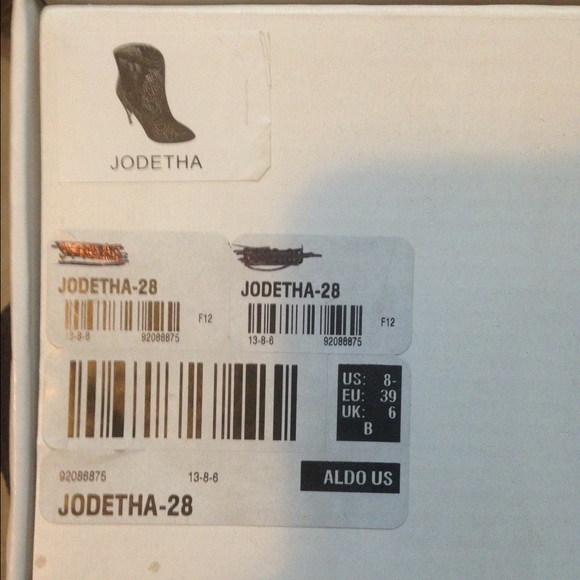 JODETHA
JODETHA-28
F12
13-8-6 92086875
JODETHA-28
F12
13-8-6 92086875
US: 8-
EU: 39
UK: 6
B
92086875 13-8-6
ALDO US
JODETHA-28